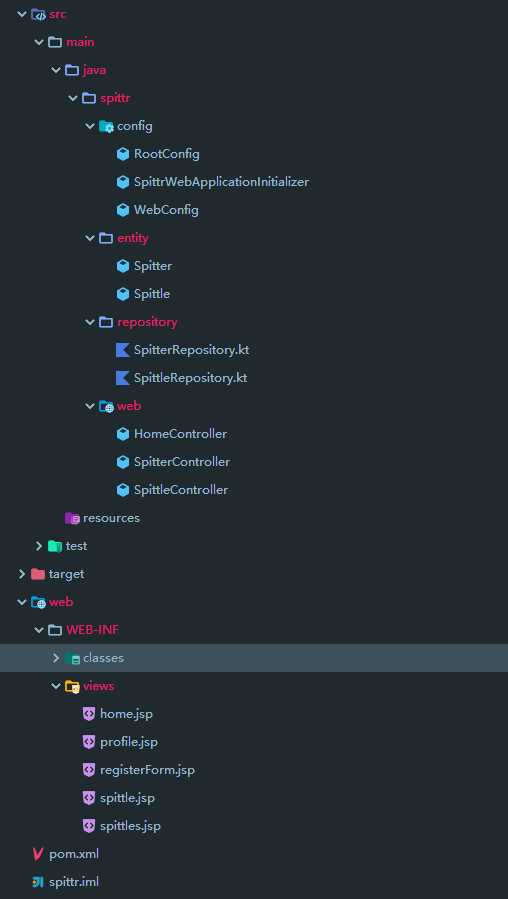 src
main
java
spittr
config
RootConfig
SpittrWebApplicationInitializer
WebConfig
entity
Spitter
Spittle
repository
SpitterRepository.kt
SpittleRepository.kt
web
HomeController
SpitterController
SpittleController
resources
test
target
web
WEB-INF
classes
views
home.jsp
profile.jsp
registerForm.jsp
spittle.jsp
spittles.jsp
pom.xml
spittr.iml